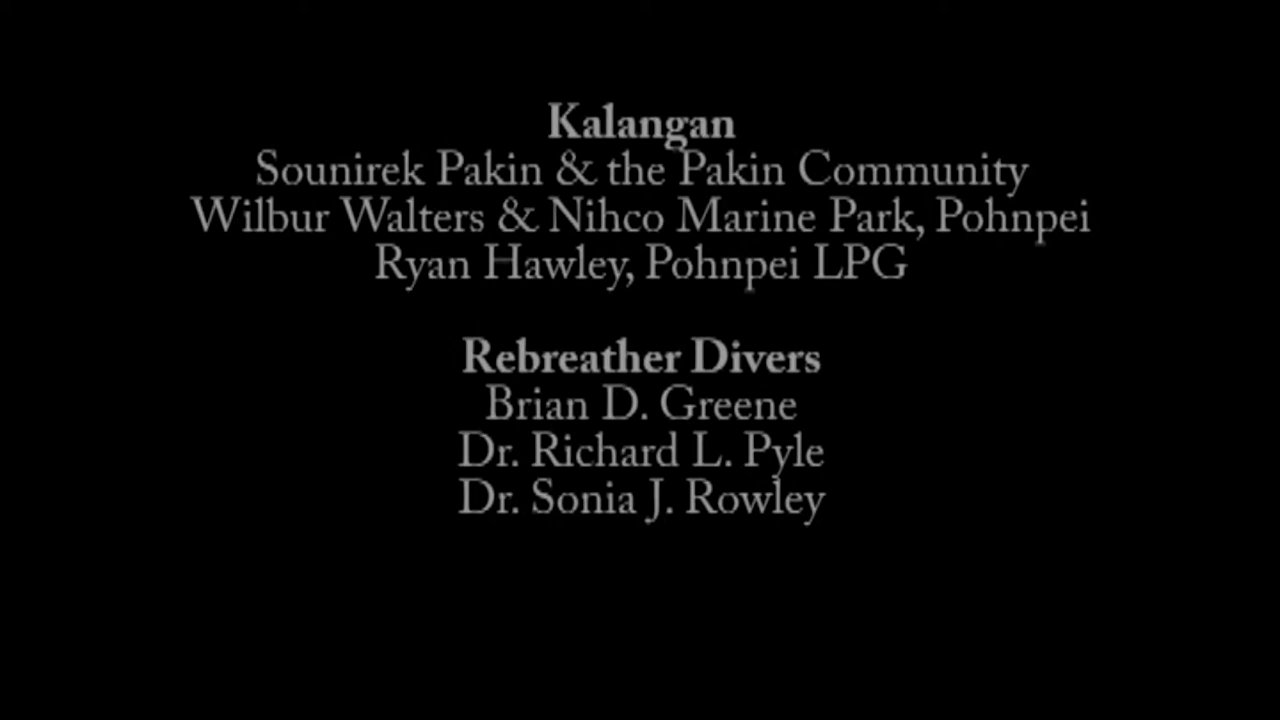 Kalangan
Sounirek Pakin & the Pakin Community
Wilbur Walters & Nihco Marine Park, Pohnpei
Ryan Hawley, Pohnpei LPG
Rebreather Divers
Brian D. Greene
Dr. Richard L. Pyle
Dr. Sonia J. Rowley